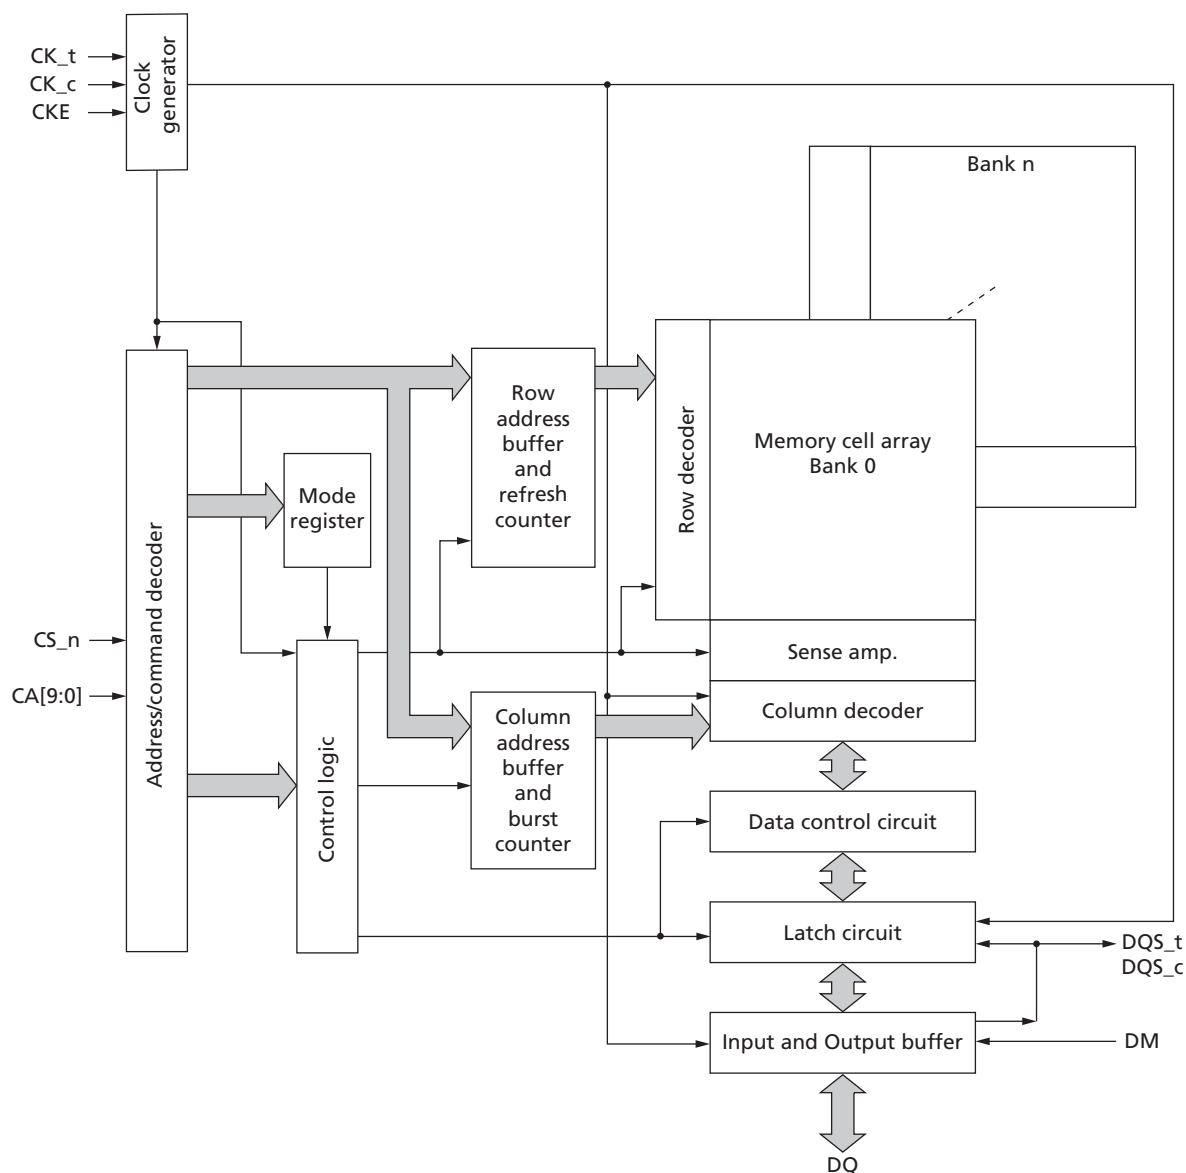 CK_t
CK_c
CKE
Clock
generator
Bank n
Address/command decoder
Mode
register
Row
address
buffer
and
refresh
counter
Row decoder
Memory cell array
Bank 0
CS_n
CA[9:0]
Control logic
Sense amp.
Column decoder
Column
address
buffer
and
burst
counter
Data control circuit
Latch circuit
DQS_t
DQS_c
Input and Output buffer
DM
DQ